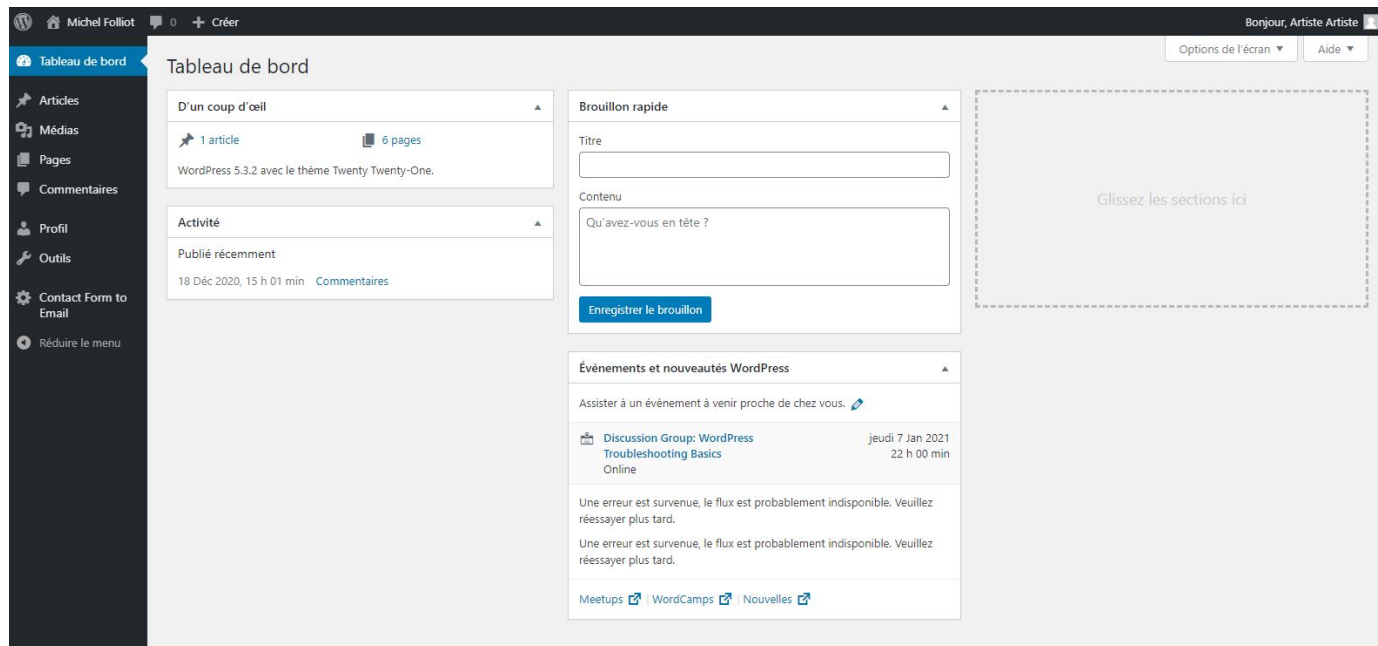 Michel Folliot 0 + Créer
Bonjour, Artiste Artiste
Options de l'écran ▼
Aide ▼
Tableau de bord
Articles
Médias
Pages
Commentaires
Profil
Outils
Contact Form to
Email
Réduire le menu
Tableau de bord
D'un coup d'œil
1 article
6 pages
WordPress 5.3.2 avec le thème Twenty Twenty-One.
Activité
Publié récemment
18 Déc 2020, 15 h 01 min Commentaires
Brouillon rapide
Titre
Contenu
Qu'avez-vous en tête ?
Enregistrer le brouillon
Évènements et nouveautés WordPress
Assister à un évènement à venir proche de chez vous.
Discussion Group: WordPress
Troubleshooting Basics
Online
jeudi 7 Jan 2021
22 h 00 min
Une erreur est survenue, le flux est probablement indisponible. Veuillez
réessayer plus tard.
Une erreur est survenue, le flux est probablement indisponible. Veuillez
réessayer plus tard.
Meetups | WordCamps | Nouvelles
Glissez les sections ici